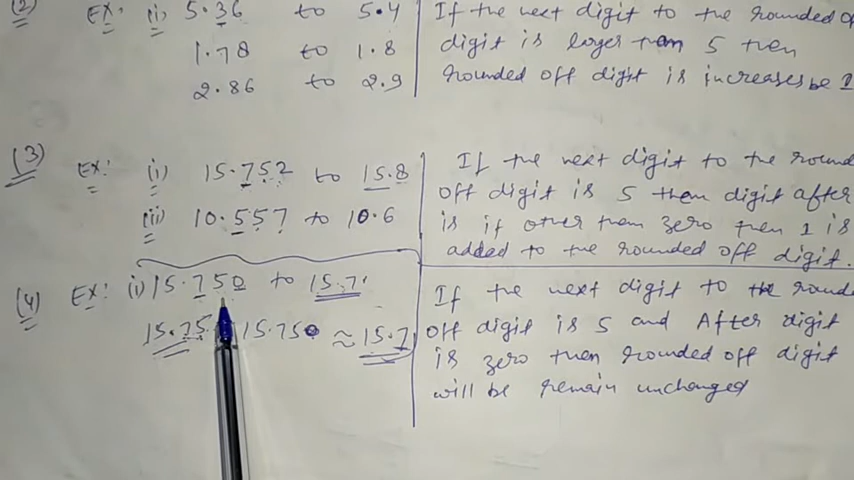 (2) Ex: (i) 5.36 to 5.4
1.78 to 1.8
2.86 to 2.9
If the next digit to the rounded of
digit is larger then 5 then
rounded off digit is increases be 1
(3) Ex: (i) 15.752 to 15.8
(ii) 10.557 to 10.6
If the next digit to the round
off digit is 5 them digit after
is if other them zero then 1 is
added to the rounded off digit.
(4) Ex: (i) 15.750 to 15.7
15.75 15.750 ≈ 15.7
If the next digit to the rounde
off digit is 5 and After digit
is zero then rounded off digit
will be remain unchanged